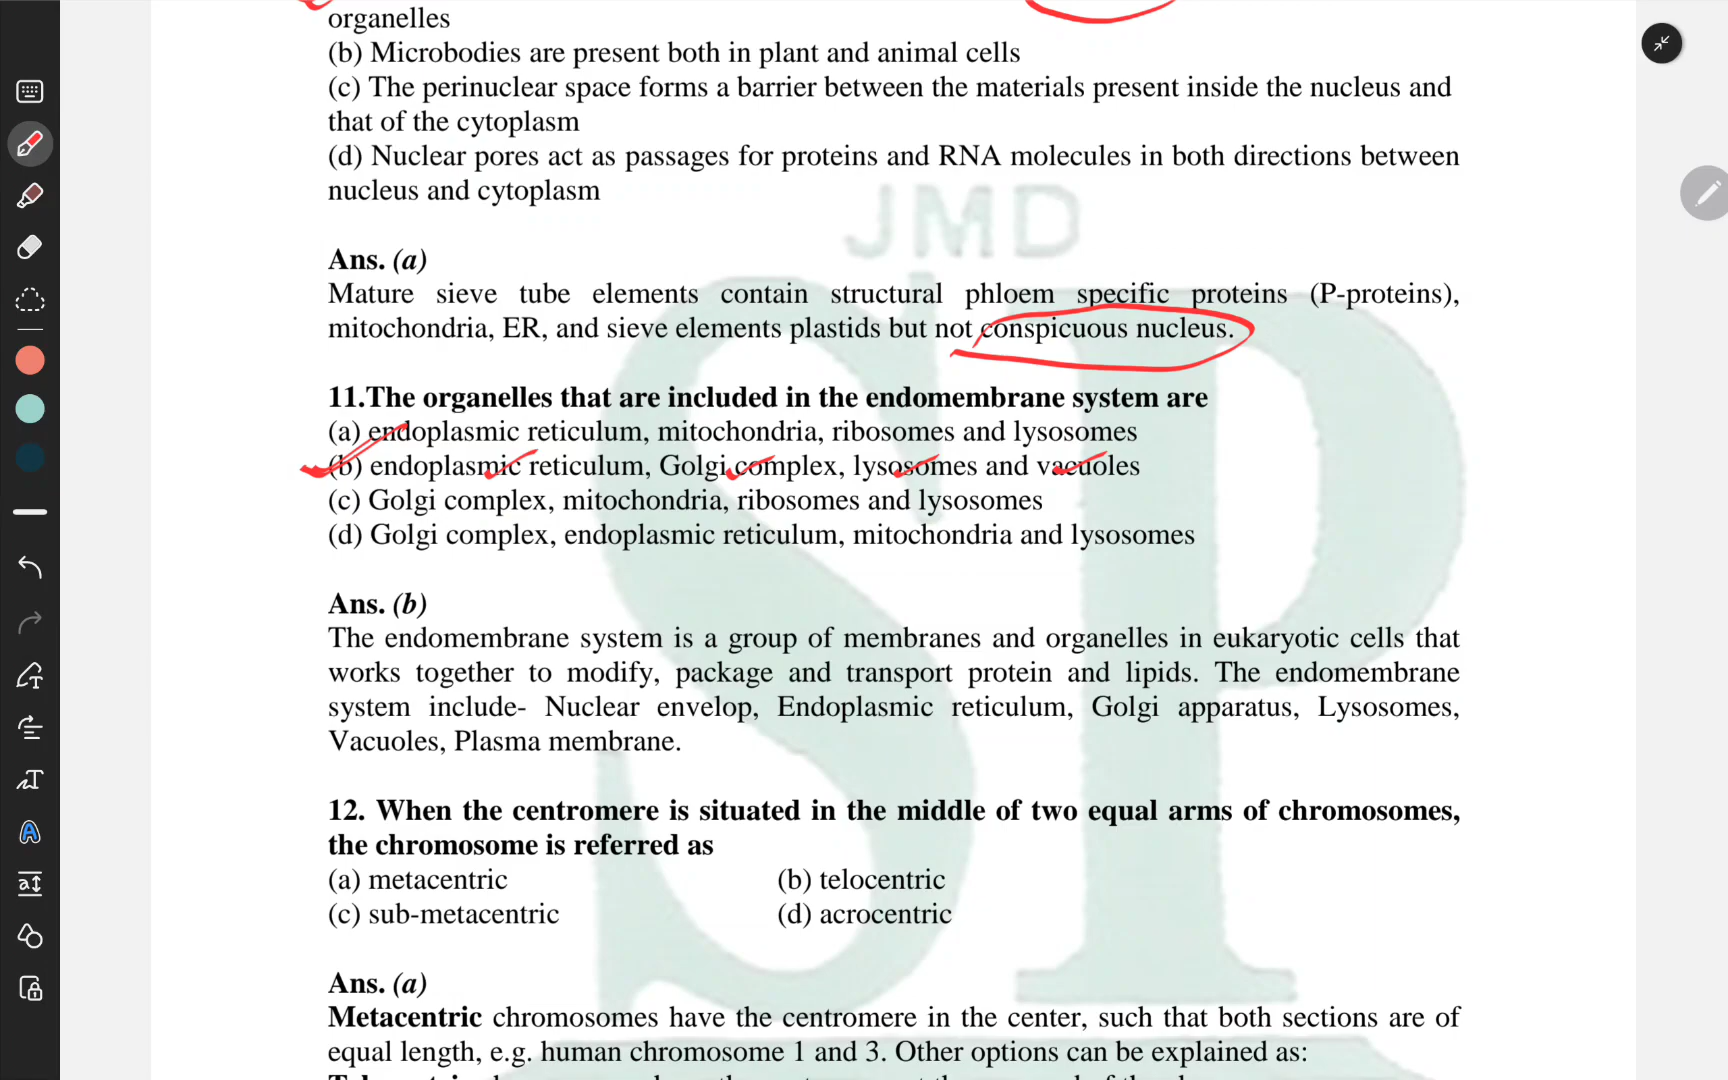 organelles
(b) Microbodies are present both in plant and animal cells
(c) The perinuclear space forms a barrier between the materials present inside the nucleus and
that of the cytoplasm
(d) Nuclear pores act as passages for proteins and RNA molecules in both directions between
nucleus and cytoplasm
JMD
Ans. (a)
Mature sieve tube elements contain structural phloem specific proteins (P-proteins),
mitochondria, ER, and sieve elements plastids but not conspicuous nucleus.
11.The organelles that are included in the endomembrane system are
(a) endoplasmic reticulum, mitochondria, ribosomes and lysosomes
(b) endoplasmic reticulum, Golgi complex, lysosomes and vacuoles
(c) Golgi complex, mitochondria, ribosomes and lysosomes
(d) Golgi complex, endoplasmic reticulum, mitochondria and lysosomes
SP
Ans. (b)
The endomembrane system is a group of membranes and organelles in eukaryotic cells that
works together to modify, package and transport protein and lipids. The endomembrane
system include- Nuclear envelop, Endoplasmic reticulum, Golgi apparatus, Lysosomes,
Vacuoles, Plasma membrane.
12. When the centromere is situated in the middle of two equal arms of chromosomes,
the chromosome is referred as
(a) metacentric (b) telocentric
(c) sub-metacentric (d) acrocentric
Ans. (a)
Metacentric chromosomes have the centromere in the center, such that both sections are of
equal length, e.g. human chromosome 1 and 3. Other options can be explained as: